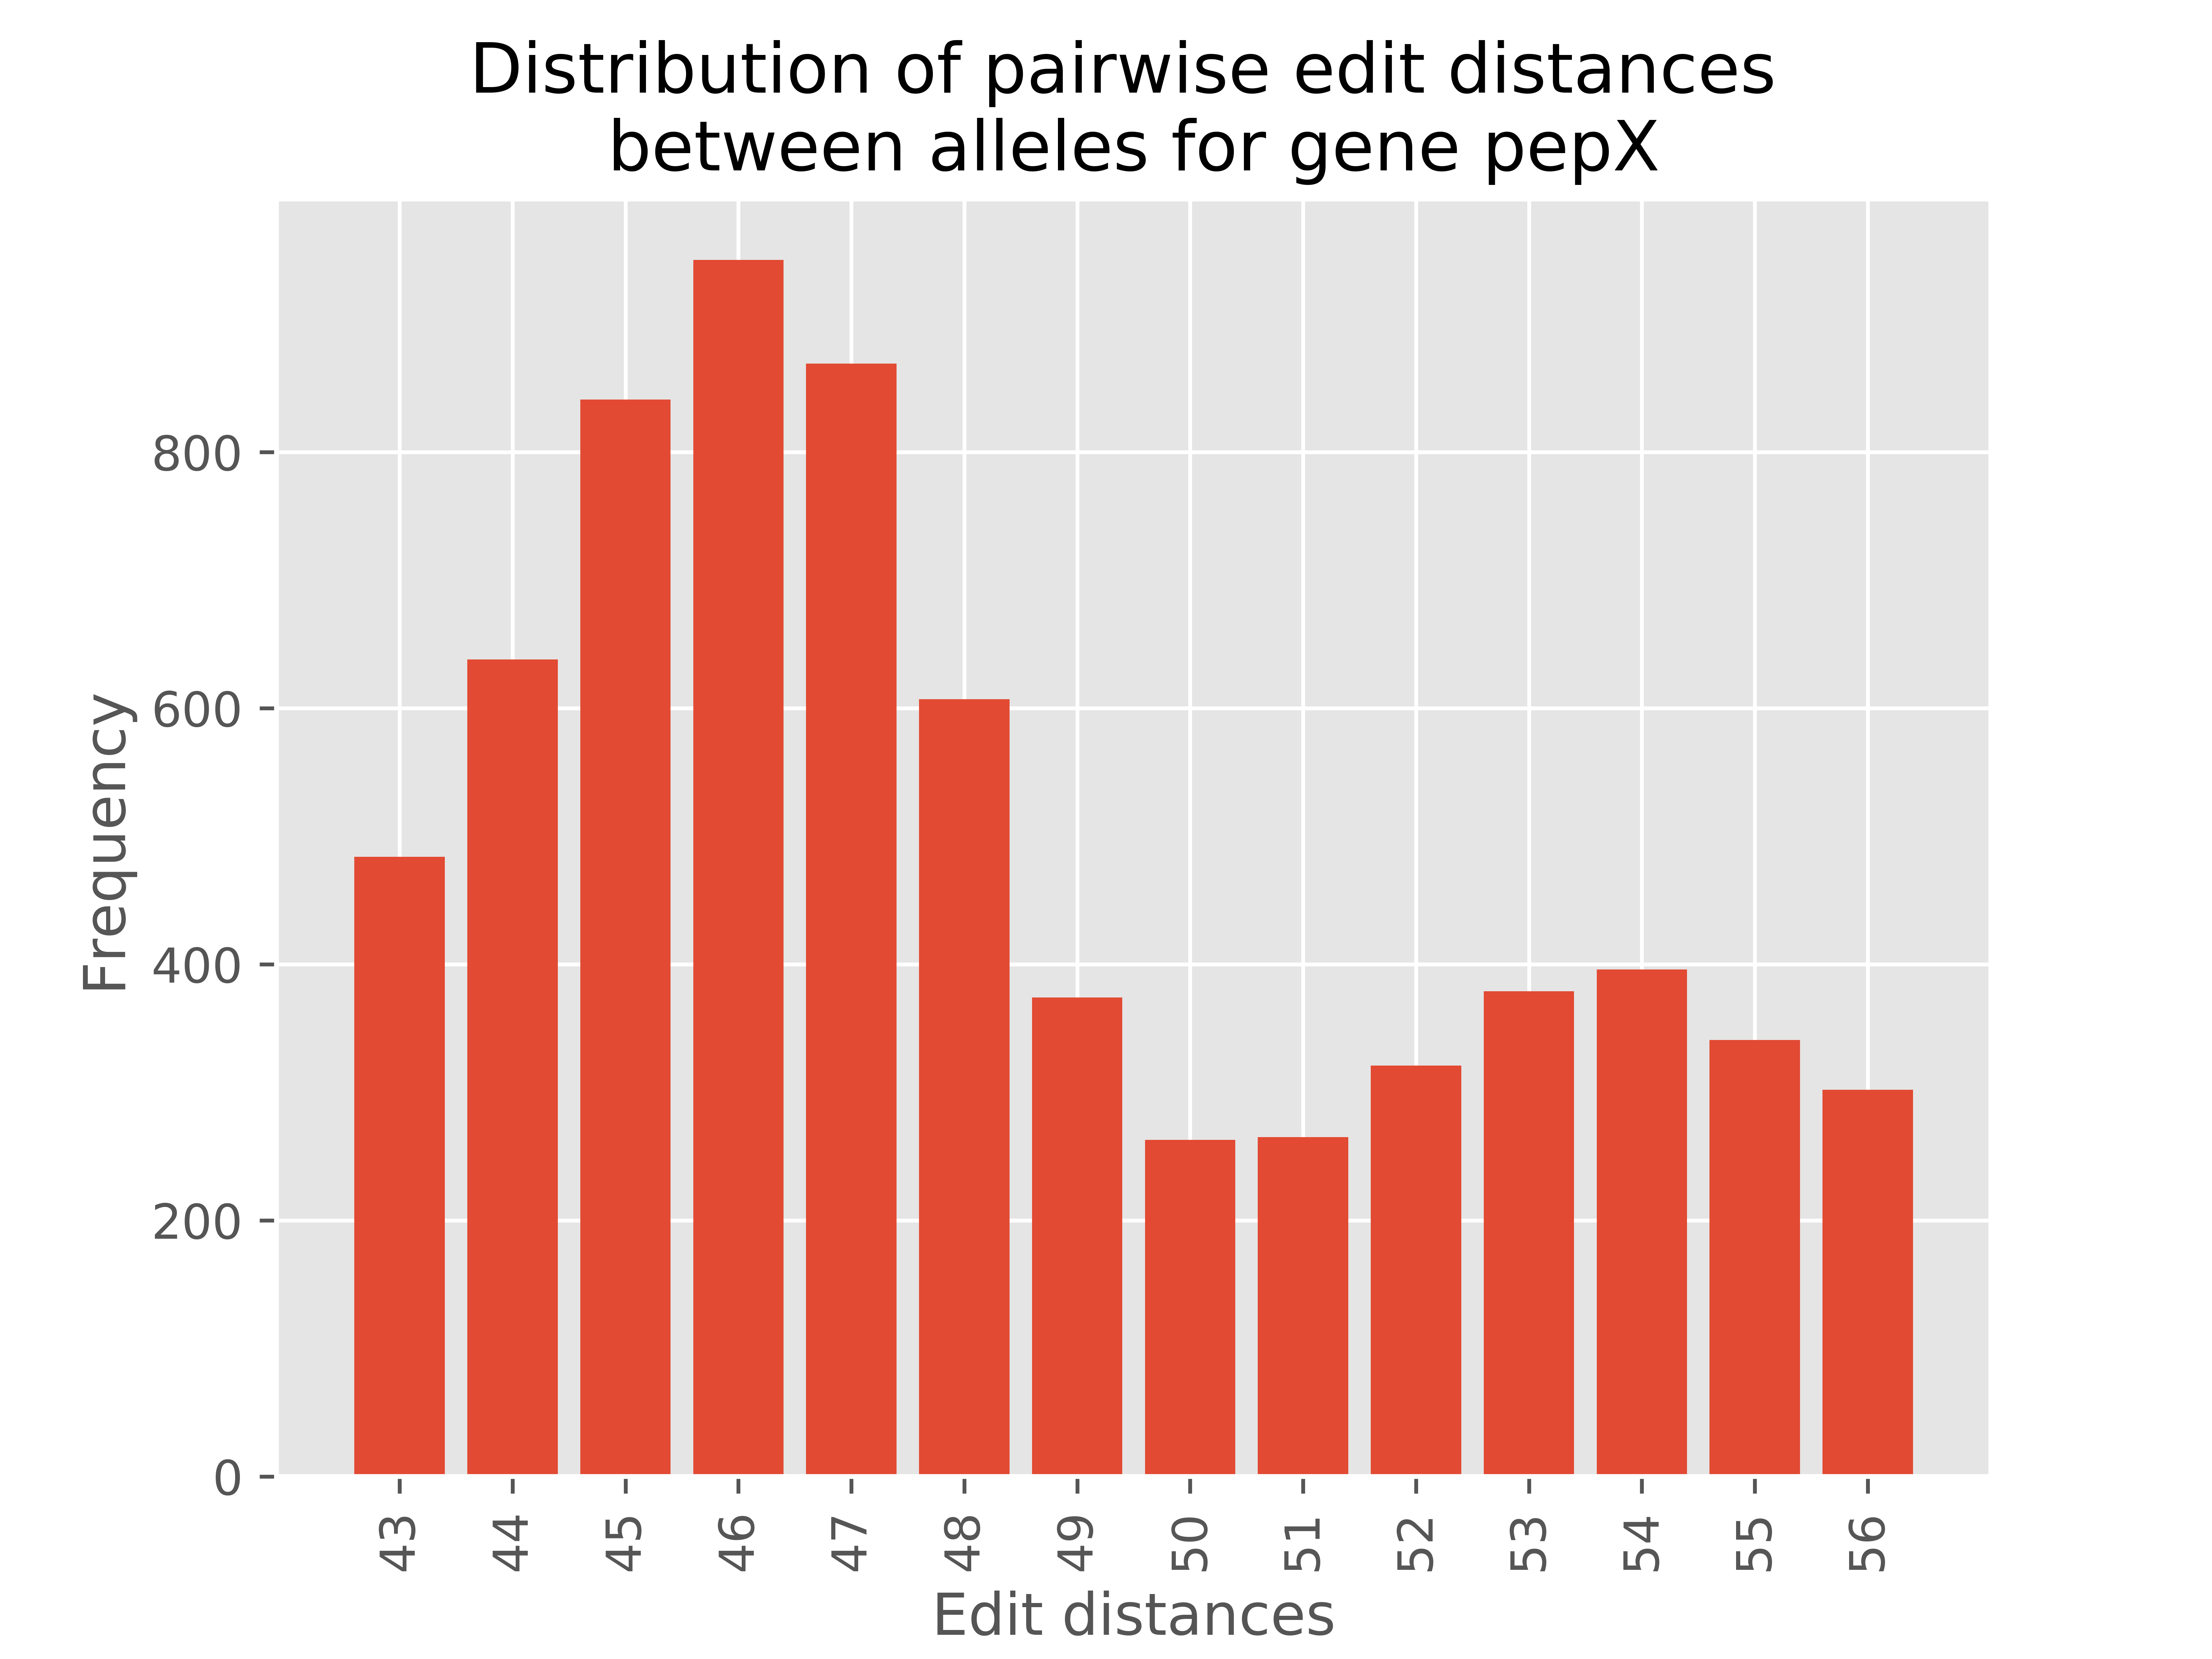 Distribution of pairwise edit distances
between alleles for gene pepX
Frequency
800
600
400
200
0
43 44 45 46 47 48 49 50 51 52 53 54 55 56
Edit distances